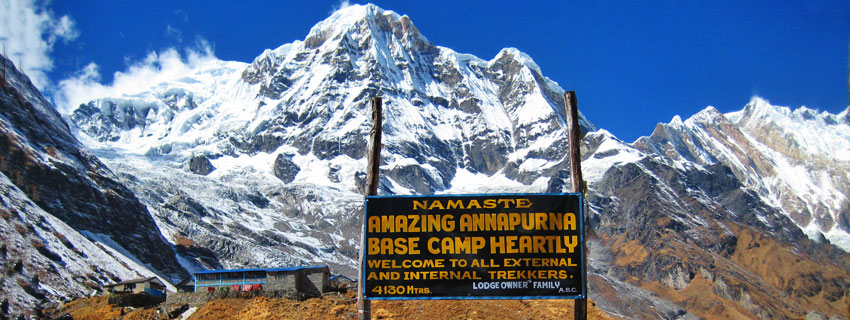 NAMASTE
AMAZING ANNAPURNA
BASE CAMP HEARTLY
WELCOME TO ALL EXTERNAL
AND INTERNAL TREKKERS.
4130 MTRS. LODGE OWNER'S FAMILY
A.B.C.